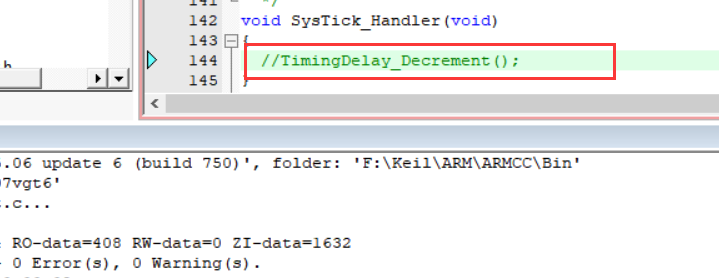 141
*/
142 void SysTick_Handler(void)
143 {
144 //TimingDelay_Decrement();
145 }
.06 update 6 (build 750)', folder: 'F:\Keil\ARM\ARMCC\Bin'
07vgt6'
.c...
RO-data=408 RW-data=0 ZI-data=1632
0 Error(s), 0 Warning(s).